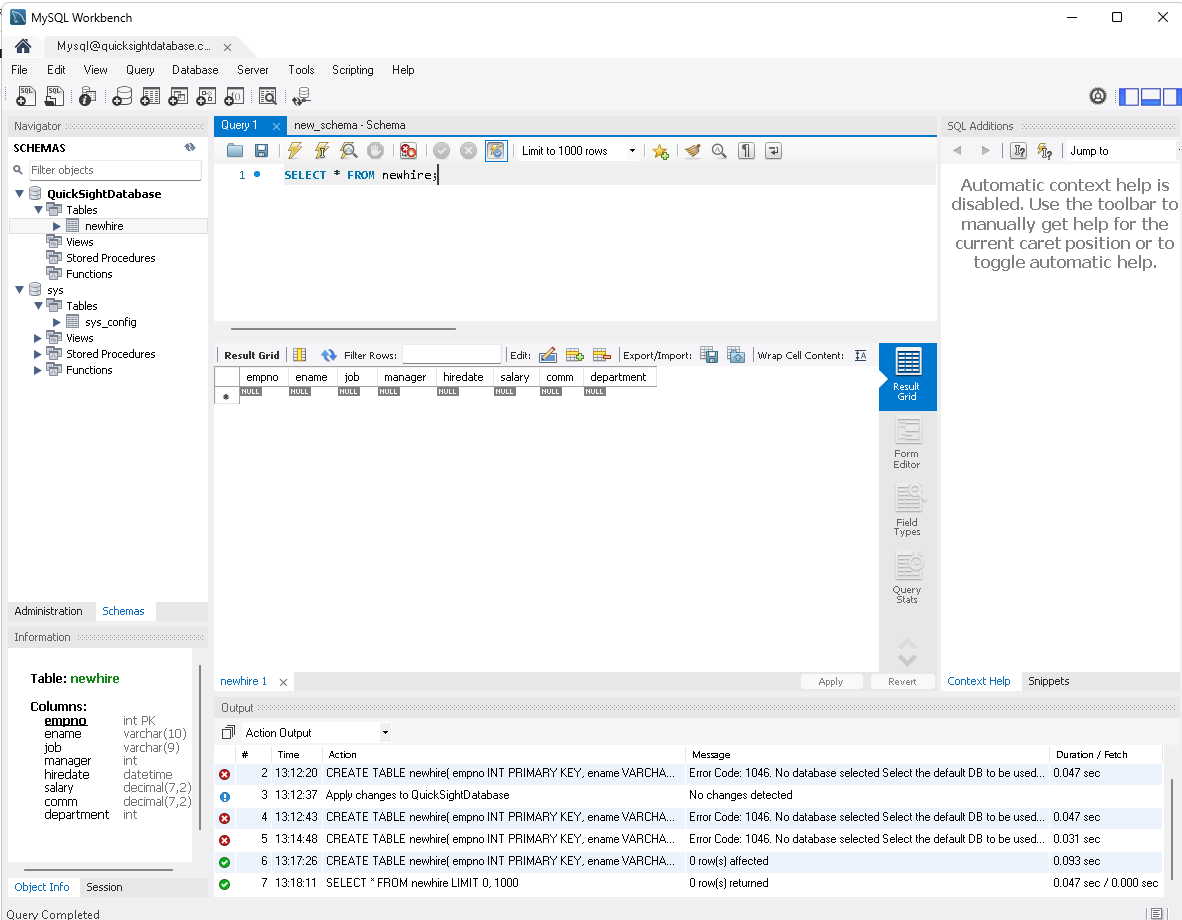 MySQL Workbench
Mysql@quicksightdatabase.c...
File Edit View Query Database Server Tools Scripting Help
Navigator
SCHEMAS
Filter objects
QuickSightDatabase
Tables
newhire
Views
Stored Procedures
Functions
sys
Tables
sys_config
Views
Stored Procedures
Functions
Administration Schemas
Information
Table: newhire
Columns:
empno int PK
ename varchar(10)
job varchar(9)
manager int
hiredate datetime
salary decimal(7,2)
comm decimal(7,2)
department int
Object Info Session
Query Completed
Query 1 new_schema - Schema
Limit to 1000 rows
1 SELECT * FROM newhire;
Result Grid Filter Rows: Edit: Export/Import: Wrap Cell Content:
empno ename job manager hiredate salary comm department
NULL NULL NULL NULL NULL NULL NULL NULL
Result
Grid
Form
Editor
Field
Types
Query
Stats
newhire 1 Apply Revert
SQL Additions
Jump to
Automatic context help is
disabled. Use the toolbar to
manually get help for the
current caret position or to
toggle automatic help.
Context Help Snippets
Output
Action Output
# Time Action Message Duration / Fetch
2 13:12:20 CREATE TABLE newhire( empno INT PRIMARY KEY, ename VARCHA... Error Code: 1046. No database selected Select the default DB to be used... 0.047 sec
3 13:12:37 Apply changes to QuickSightDatabase No changes detected
4 13:12:43 CREATE TABLE newhire( empno INT PRIMARY KEY, ename VARCHA... Error Code: 1046. No database selected Select the default DB to be used... 0.047 sec
5 13:14:48 CREATE TABLE newhire( empno INT PRIMARY KEY, ename VARCHA... Error Code: 1046. No database selected Select the default DB to be used... 0.031 sec
6 13:17:26 CREATE TABLE newhire( empno INT PRIMARY KEY, ename VARCHA... 0 row(s) affected 0.093 sec
7 13:18:11 SELECT * FROM newhire LIMIT 0, 1000 0 row(s) returned 0.047 sec / 0.000 sec